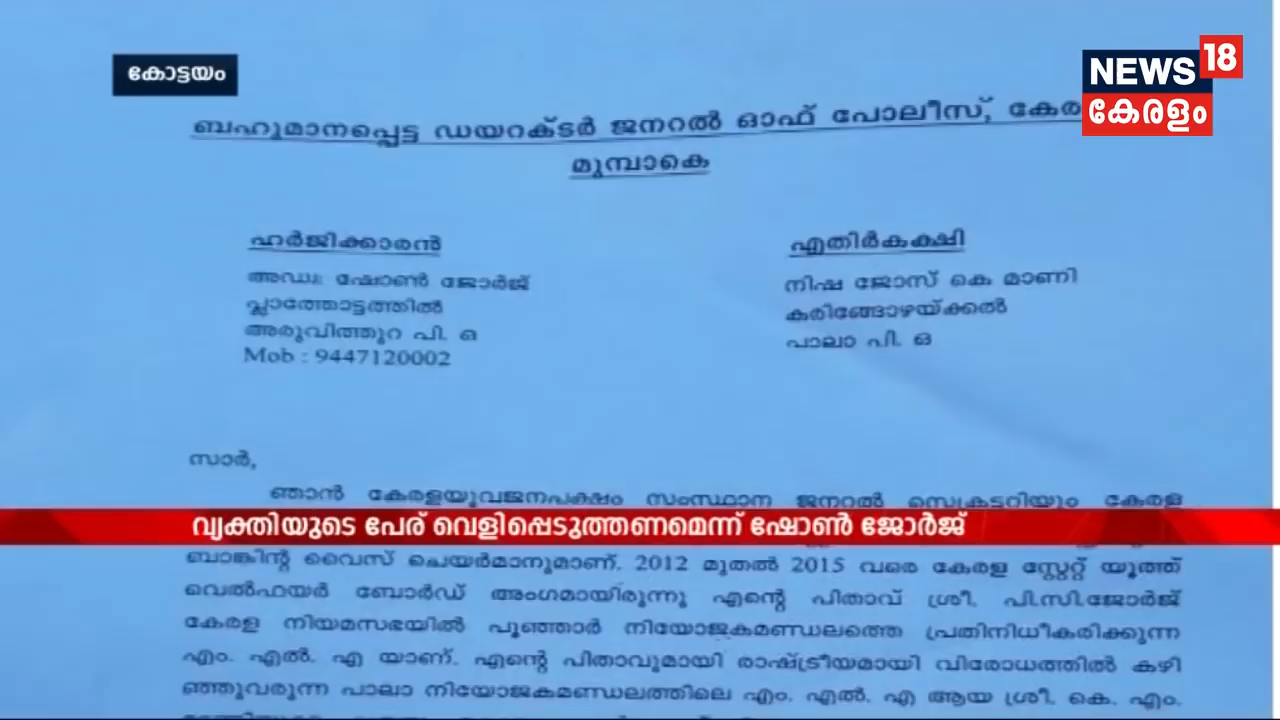 കോട്ടയം
NEWS 18
കേരളം
ബഹുമാനപ്പെട്ട ഡയറക്ടർ ജനറൽ ഓഫ് പോലീസ്, കേര
മുമ്പാകെ
ഹർജിക്കാരൻ
അഡ്വ: ഷോൺ ജോർജ്
പ്ലാത്തോട്ടത്തിൽ
അരുവിത്തുറ പി. ഒ
Mob : 9447120002
എതിർകക്ഷി
നിഷ ജോസ് കെ മാണി
കരിങ്ങോഴയ്ക്കൽ
പാലാ പി. ഒ
സാർ,
ഞാൻ കേരളയുവജനപക്ഷം സംസ്ഥാന ജനറൽ സെക്രട്ടറിയും കേരള
വ്യക്തിയുടെ പേര് വെളിപ്പെടുത്തണമെന്ന് ഷോൺ ജോർജ്
ബാങ്കിന്റ വൈസ് ചെയർമാനുമാണ്. 2012 മുതൽ 2015 വരെ കേരള സ്റ്റേറ്റ് യൂത്ത്
വെൽഫയർ ബോർഡ് അംഗമായിരുന്നു എന്റെ പിതാവ് ശ്രീ. പി.സി.ജോർജ്
കേരള നിയമസഭയിൽ പൂഞ്ഞാർ നിയോജകമണ്ഡലത്തെ പ്രതിനിധീകരിക്കുന്ന
എം. എൽ. എ യാണ്. എന്റെ പിതാവുമായി രാഷ്ട്രീയമായി വിരോധത്തിൽ കഴി
ഞ്ഞുവരുന്ന പാലാ നിയോജകമണ്ഡലത്തിലെ എം. എൽ. എ ആയ ശ്രീ. കെ. എം.